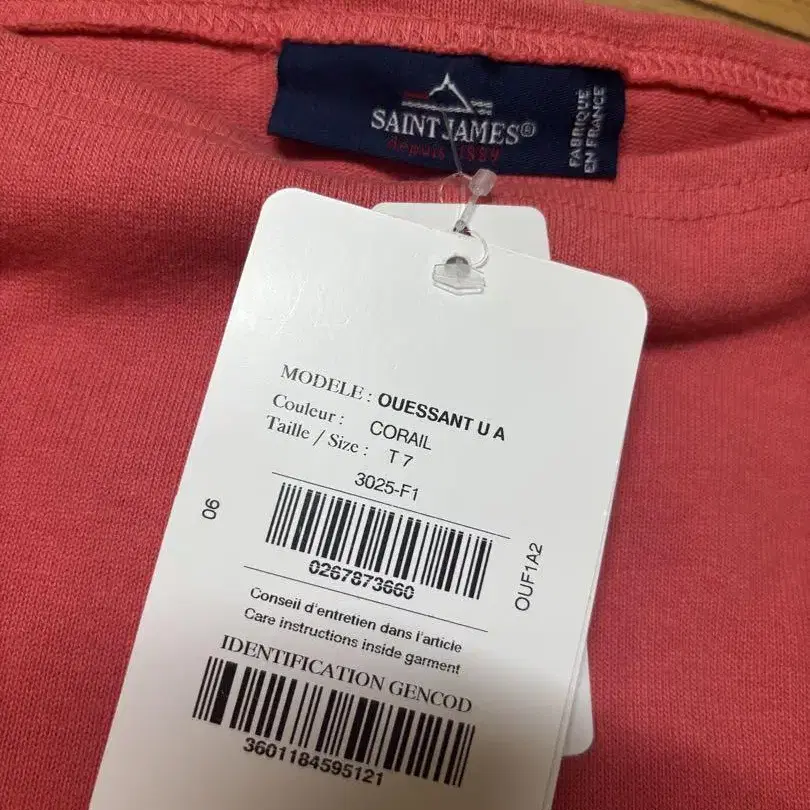 SAINT JAMES®
depuis 1889
FABRIQUÉ
EN FRANCE
MODELE : OUESSANT U A
Couleur : CORAIL
Taille / Size : T 7
3025-F1
06
0267873660
OUF1A2
Conseil d'entretien dans l'article
Care instructions inside garment
IDENTIFICATION GENCOD
3601184595121